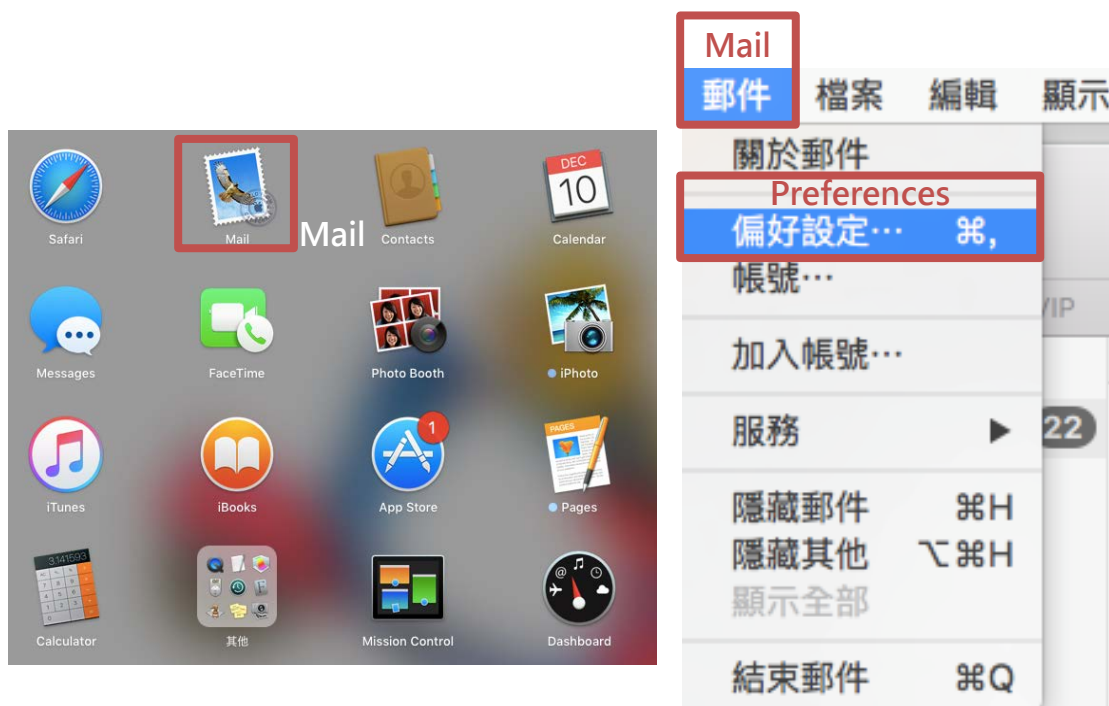 Safari
Mail
Mail
Contacts
DEC
10
Calendar
Messages
FaceTime
Photo Booth
iPhoto
iTunes
iBooks
1
App Store
PAGES
Pages
3.141593
Calculator
其他
Mission Control
Dashboard
Mail
郵件 檔案 編輯 顯示
關於郵件
Preferences
偏好設定… ⌘,
帳號…
/IP
加入帳號…
服務 ▶
22
隱藏郵件 ⌘H
隱藏其他 ⌥⌘H
顯示全部
結束郵件 ⌘Q